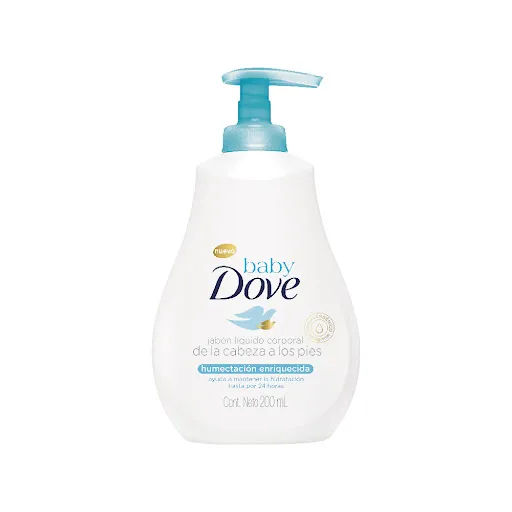 nuevo
baby
Dove
jabón líquido corporal
de la cabeza a los pies
humectación enriquecida
ayuda a mantener la hidratación
hasta por 24 horas
Cont. Neto 200 mL